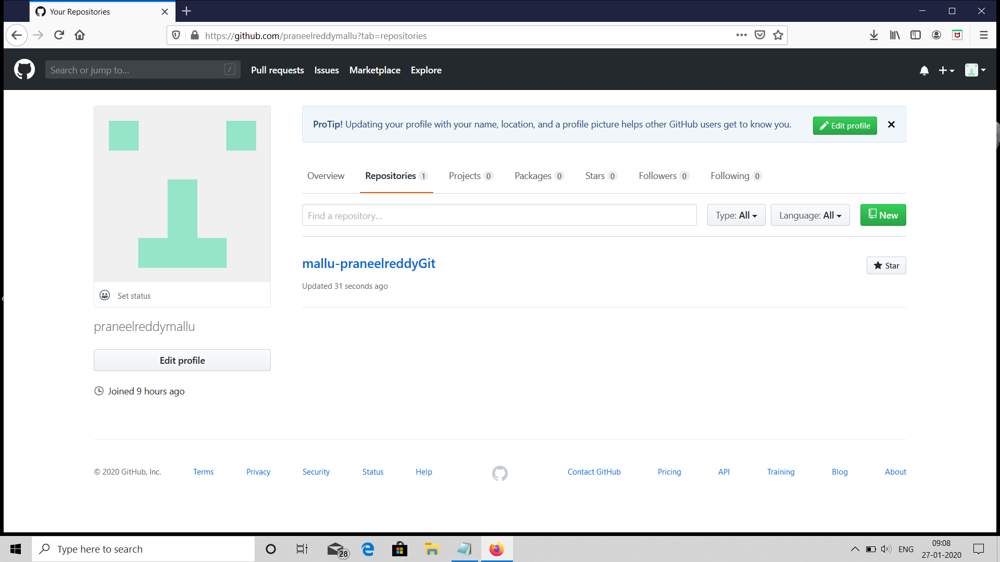 Your Repositories
https://github.com/praneelreddymallu?tab=repositories
Search or jump to... /
Pull requests Issues Marketplace Explore
ProTip! Updating your profile with your name, location, and a profile picture helps other GitHub users get to know you. Edit profile
Overview Repositories 1 Projects 0 Packages 0 Stars 0 Followers 0 Following 0
Find a repository... Type: All Language: All New
mallu-praneelreddyGit Star
Updated 31 seconds ago
Set status
praneelreddymallu
Edit profile
Joined 9 hours ago
© 2020 GitHub, Inc. Terms Privacy Security Status Help Contact GitHub Pricing API Training Blog About
Type here to search 28 ENG 09:08
27-01-2020